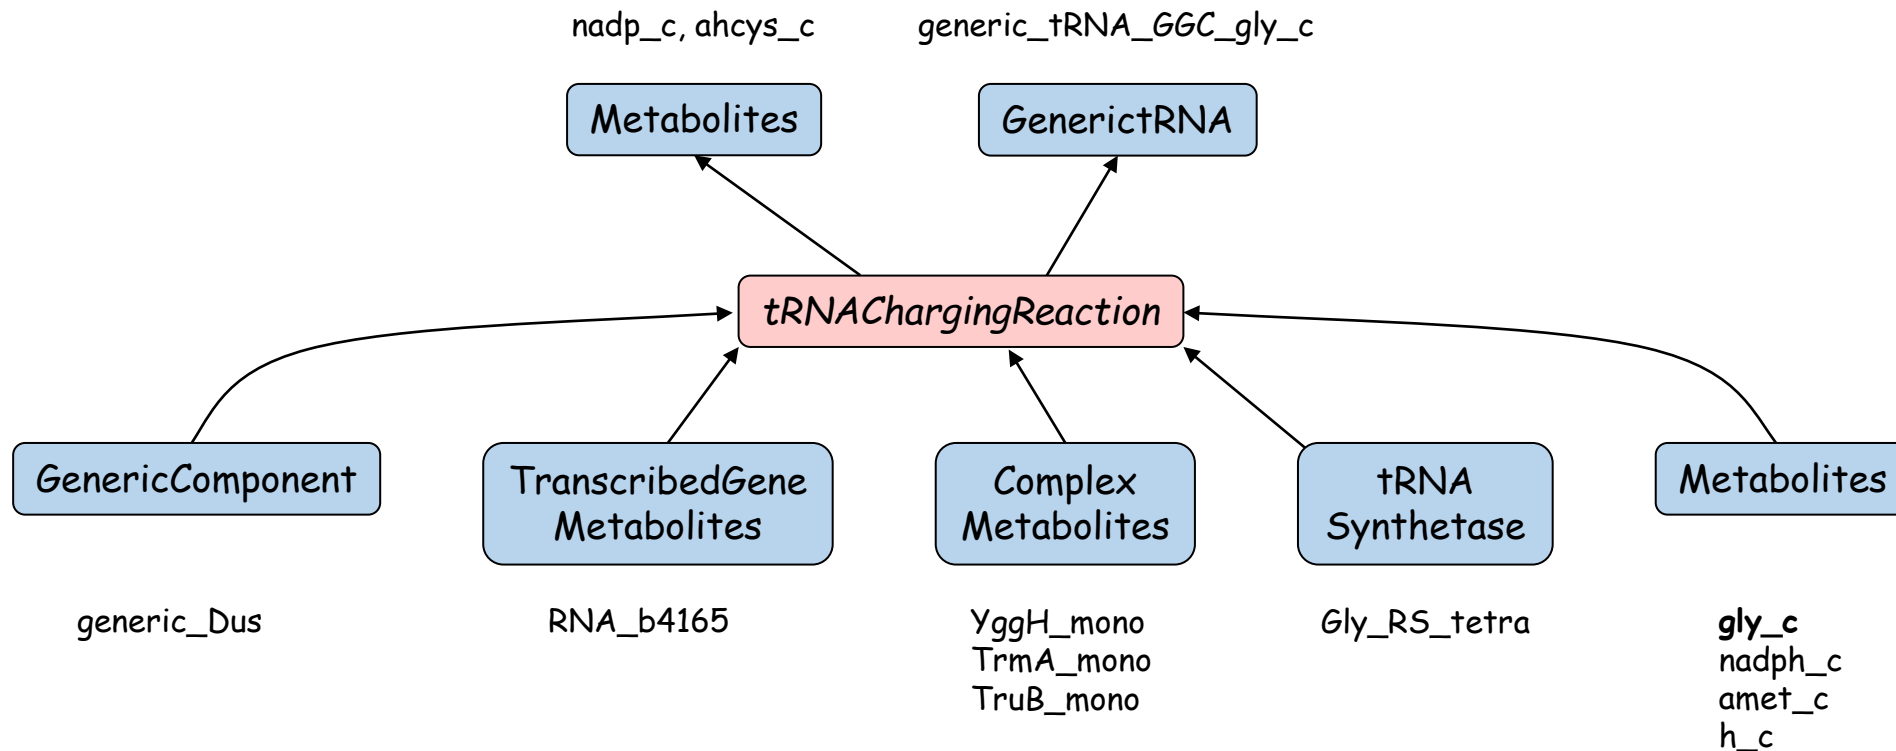 nadp_c, ahcys_c
generic_tRNA_GGC_gly_c
Metabolites
GenerictRNA
tRNAChargingReaction
GenericComponent
TranscribedGene
Metabolites
Complex
Metabolites
tRNA
Synthetase
Metabolites
generic_Dus
RNA_b4165
YggH_mono
TrmA_mono
TruB_mono
Gly_RS_tetra
gly_c
nadph_c
amet_c
h_c